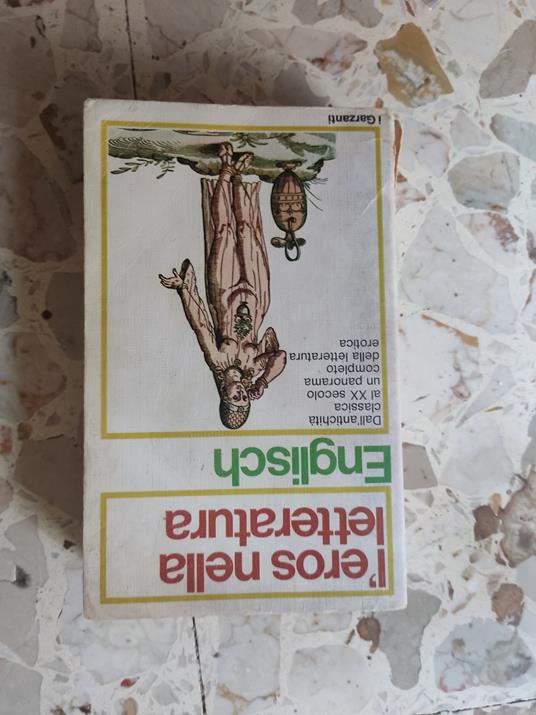 l'eros nella
letteratura
Englisch
Dall'antichità
classica
al XX secolo
un panorama
completo
della letteratura
erotica
i Garzanti